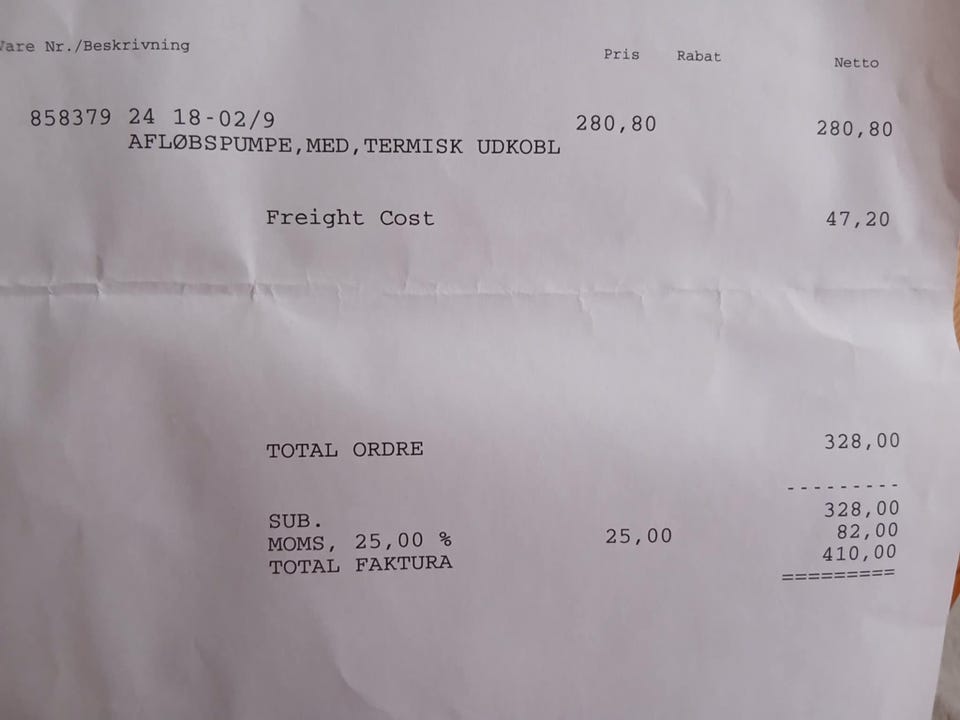 Vare Nr./Beskrivning Pris Rabat Netto
858379 24 18-02/9 280,80 280,80
AFLØBSPUMPE,MED,TERMISK UDKOBL
Freight Cost 47,20
TOTAL ORDRE 328,00
---------
SUB. 328,00
MOMS, 25,00 % 25,00 82,00
TOTAL FAKTURA 410,00
=========